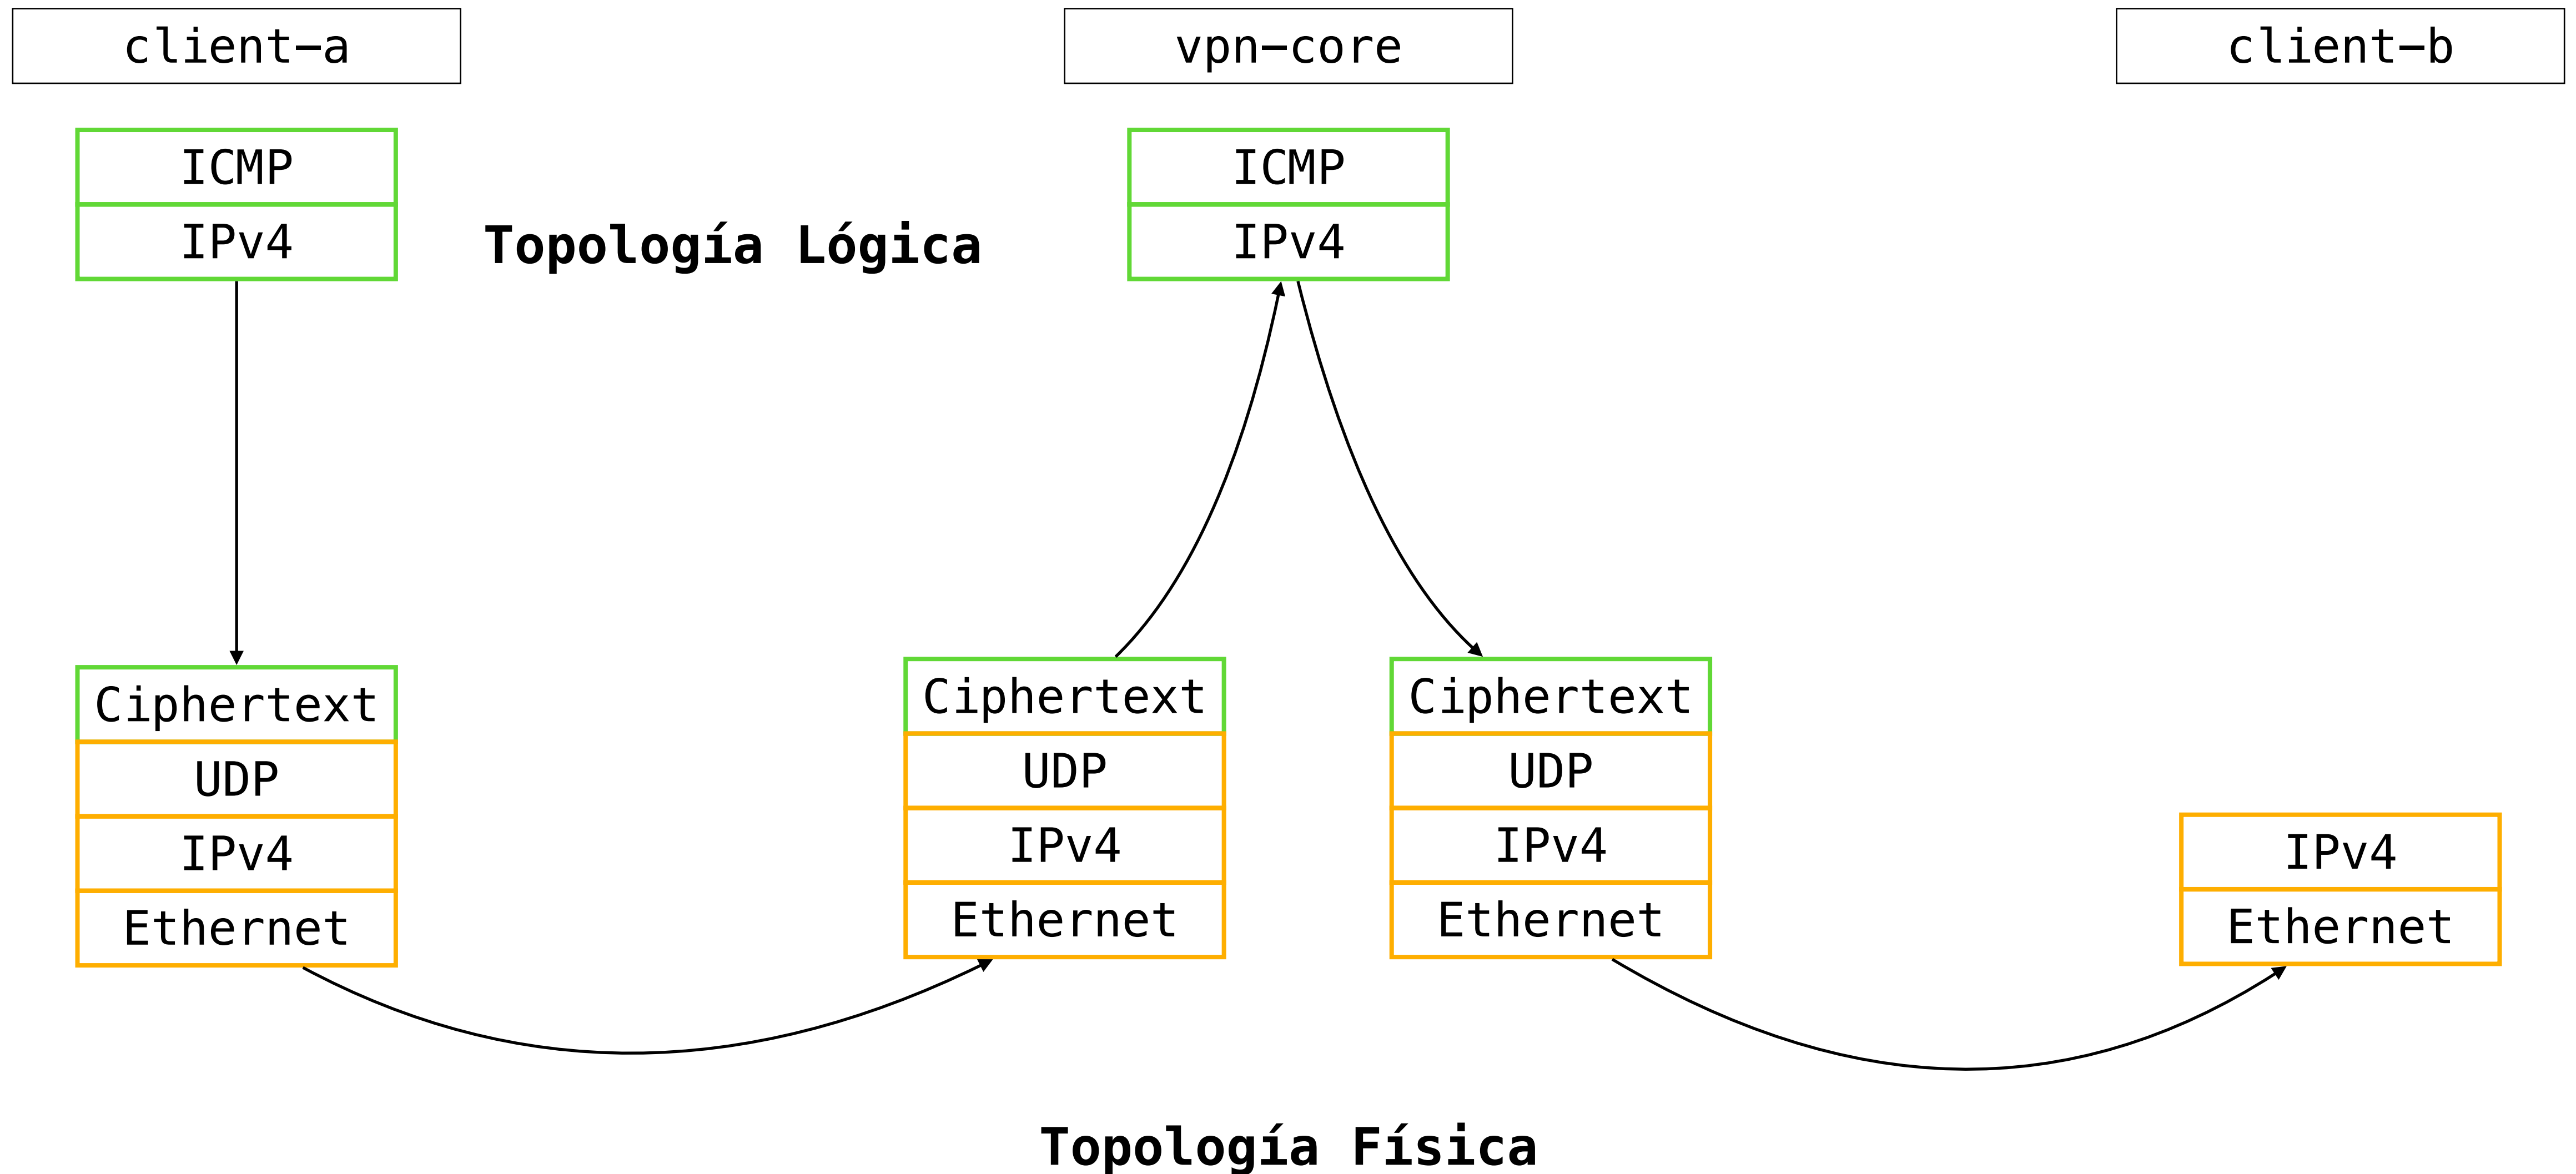 client-a
vpn-core
client-b
ICMP
IPv4
Topología Lógica
ICMP
IPv4
Ciphertext
UDP
IPv4
Ethernet
Ciphertext
UDP
IPv4
Ethernet
Ciphertext
UDP
IPv4
Ethernet
IPv4
Ethernet
Topología Física